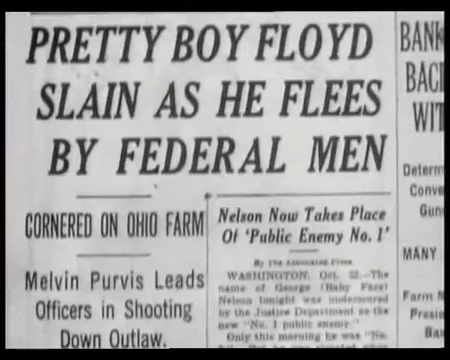 PRETTY BOY FLOYD
SLAIN AS HE FLEES
BY FEDERAL MEN
CORNERED ON OHIO FARM
Melvin Purvis Leads
Officers in Shooting
Down Outlaw.
Nelson Now Takes Place
Of 'Public Enemy No. 1'
By The Associated Press
WASHINGTON, Oct. 22.—The
name of George (Baby Face)
Nelson tonight was underscored
by the Justice Department as the
new "No. 1 public enemy."
Only this morning he was "No.
BANK
BACK
WIT
Determ
Conve
Gun
MANY
Farm
Presid
Ba